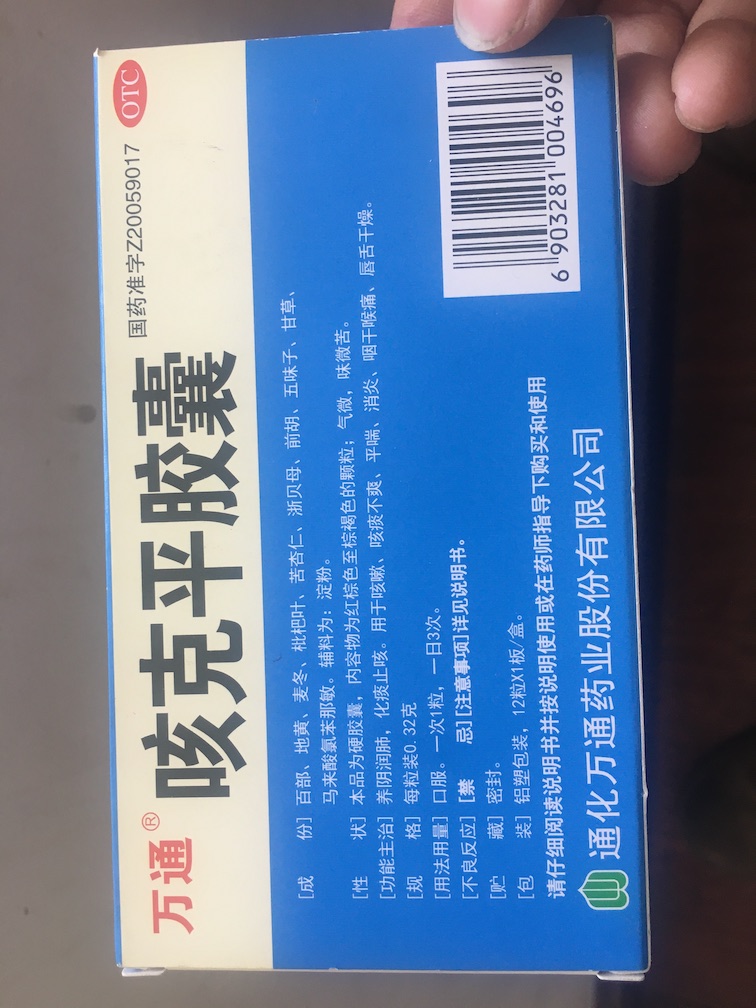 万通®
咳克平胶囊
国药准字Z20059017
OTC
[成 份] 百部、地黄、麦冬、枇杷叶、苦杏仁、浙贝母、前胡、五味子、甘草、
马来酸氯苯那敏。辅料为：淀粉。
[性 状] 本品为硬胶囊，内容物为红棕色至棕褐色的颗粒；气微，味微苦。
[功能主治] 养阴润肺，化痰止咳。用于咳嗽、咳痰不爽、平喘、消炎、咽干喉痛、唇舌干燥。
[规 格] 每粒装0.32克
[用法用量] 口服。一次1粒，一日3次。
[不良反应] [禁 忌] [注意事项] 详见说明书。
[贮 藏] 密封。
[包 装] 铝塑包装，12粒X1板/盒。
请仔细阅读说明书并按说明使用或在药师指导下购买和使用
通化万通药业股份有限公司
6 903281 004696